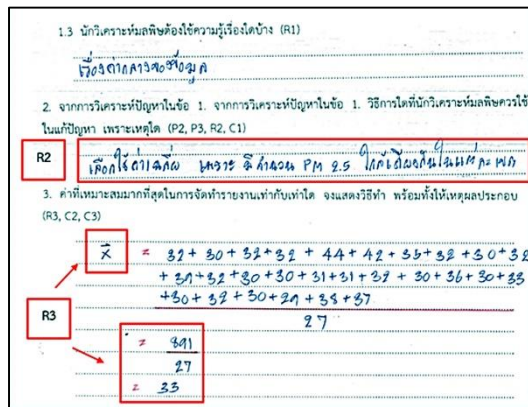 1.3 นักวิเคราะห์มลพิษต้องใช้ความรู้เรื่องใดบ้าง (R1)
เรื่องค่ากลางของข้อมูล
2. จากการวิเคราะห์ปัญหาในข้อ 1. จากการวิเคราะห์ปัญหาในข้อ 1. วิธีการใดที่นักวิเคราะห์มลพิษควรใช้
ในแก้ปัญหา เพราะเหตุใด (P2, P3, R2, C1)
R2
เลือกใช้ค่าเฉลี่ย เพราะ มีจำนวน PM 2.5 ใกล้เคียงกันในแต่ละเขต
3. ค่าที่เหมาะสมมากที่สุดในการจัดทำรายงานเท่ากับเท่าใด จงแสดงวิธีทำ พร้อมทั้งให้เหตุผลประกอบ
(R3, C2, C3)
x̄ = 32 + 30 + 32 + 32 + 44 + 42 + 35 + 32 + 30 + 32
+ 39 + 32 + 30 + 30 + 31 + 31 + 32 + 30 + 36 + 30 + 33
+ 30 + 32 + 30 + 29 + 38 + 37
27
R3
= 891
27
= 33